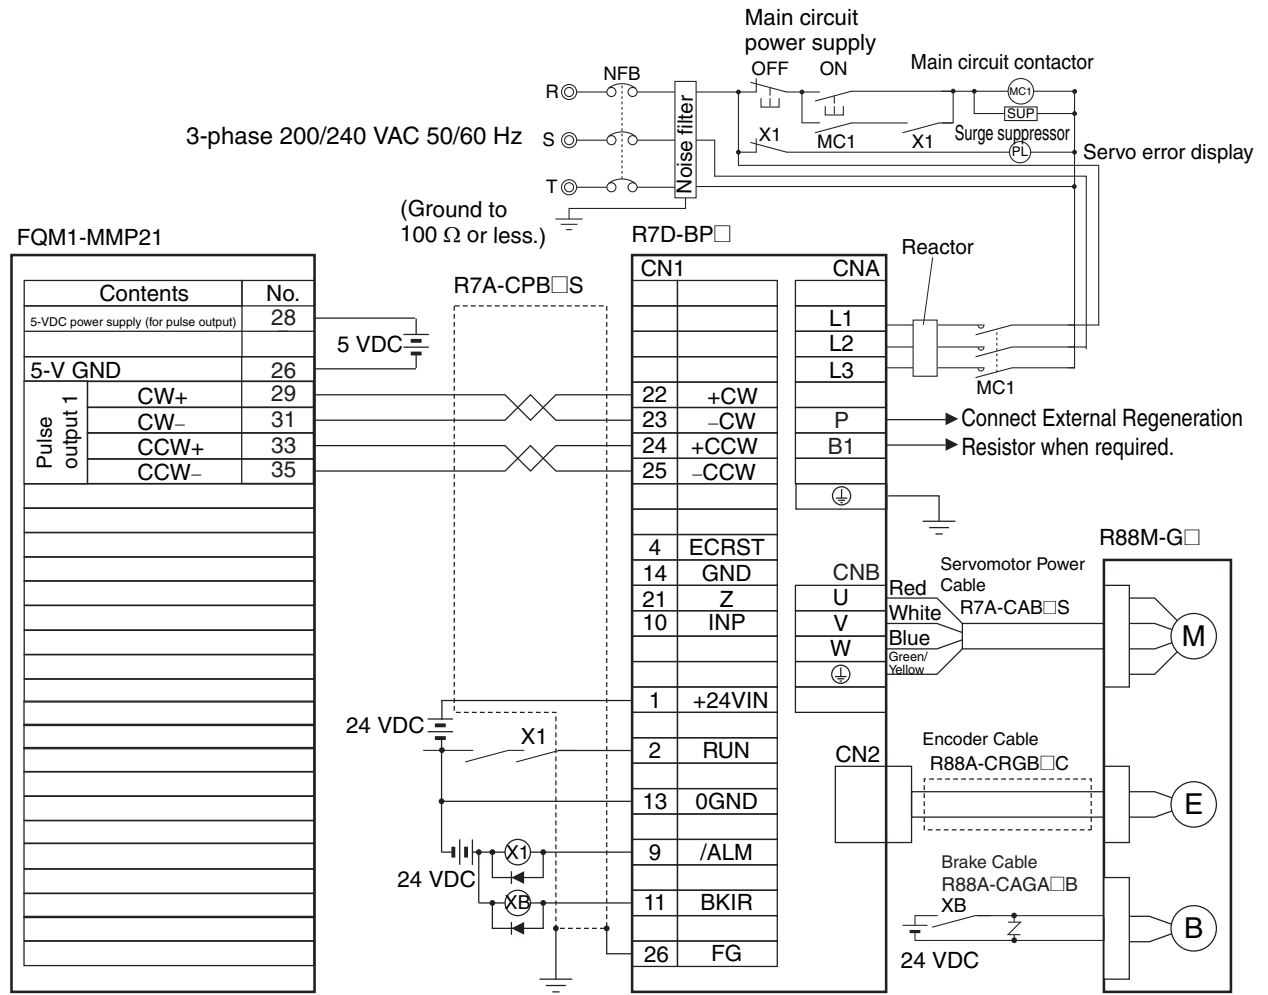 Main circuit
power supply
OFF ON
Main circuit contactor
NFB
R
MC1
SUP
Surge suppressor
3-phase 200/240 VAC 50/60 Hz
S
Noise filter
X1
MC1
X1
PL
Servo error display
T
(Ground to
100 Ω or less.)
FQM1-MMP21
R7D-BP□
Reactor
R7A-CPB□S
CN1
CNA
Contents No.
5-VDC power supply (for pulse output) 28
5 VDC
5-V GND 26
Pulse
output 1
CW+ 29
CW– 31
CCW+ 33
CCW– 35
L1
L2
L3
MC1
22 +CW
23 –CW
24 +CCW
25 –CCW
P
B1
Connect External Regeneration
Resistor when required.
4 ECRST
14 GND
21 Z
10 INP
CNB
U
V
W
Red
White
Blue
Green/
Yellow
Servomotor Power
Cable
R7A-CAB□S
R88M-G□
M
24 VDC
X1
1 +24VIN
2 RUN
13 0GND
9 /ALM
11 BKIR
26 FG
X1
24 VDC
XB
CN2
Encoder Cable
R88A-CRGB□C
E
Brake Cable
R88A-CAGA□B
XB
24 VDC
B